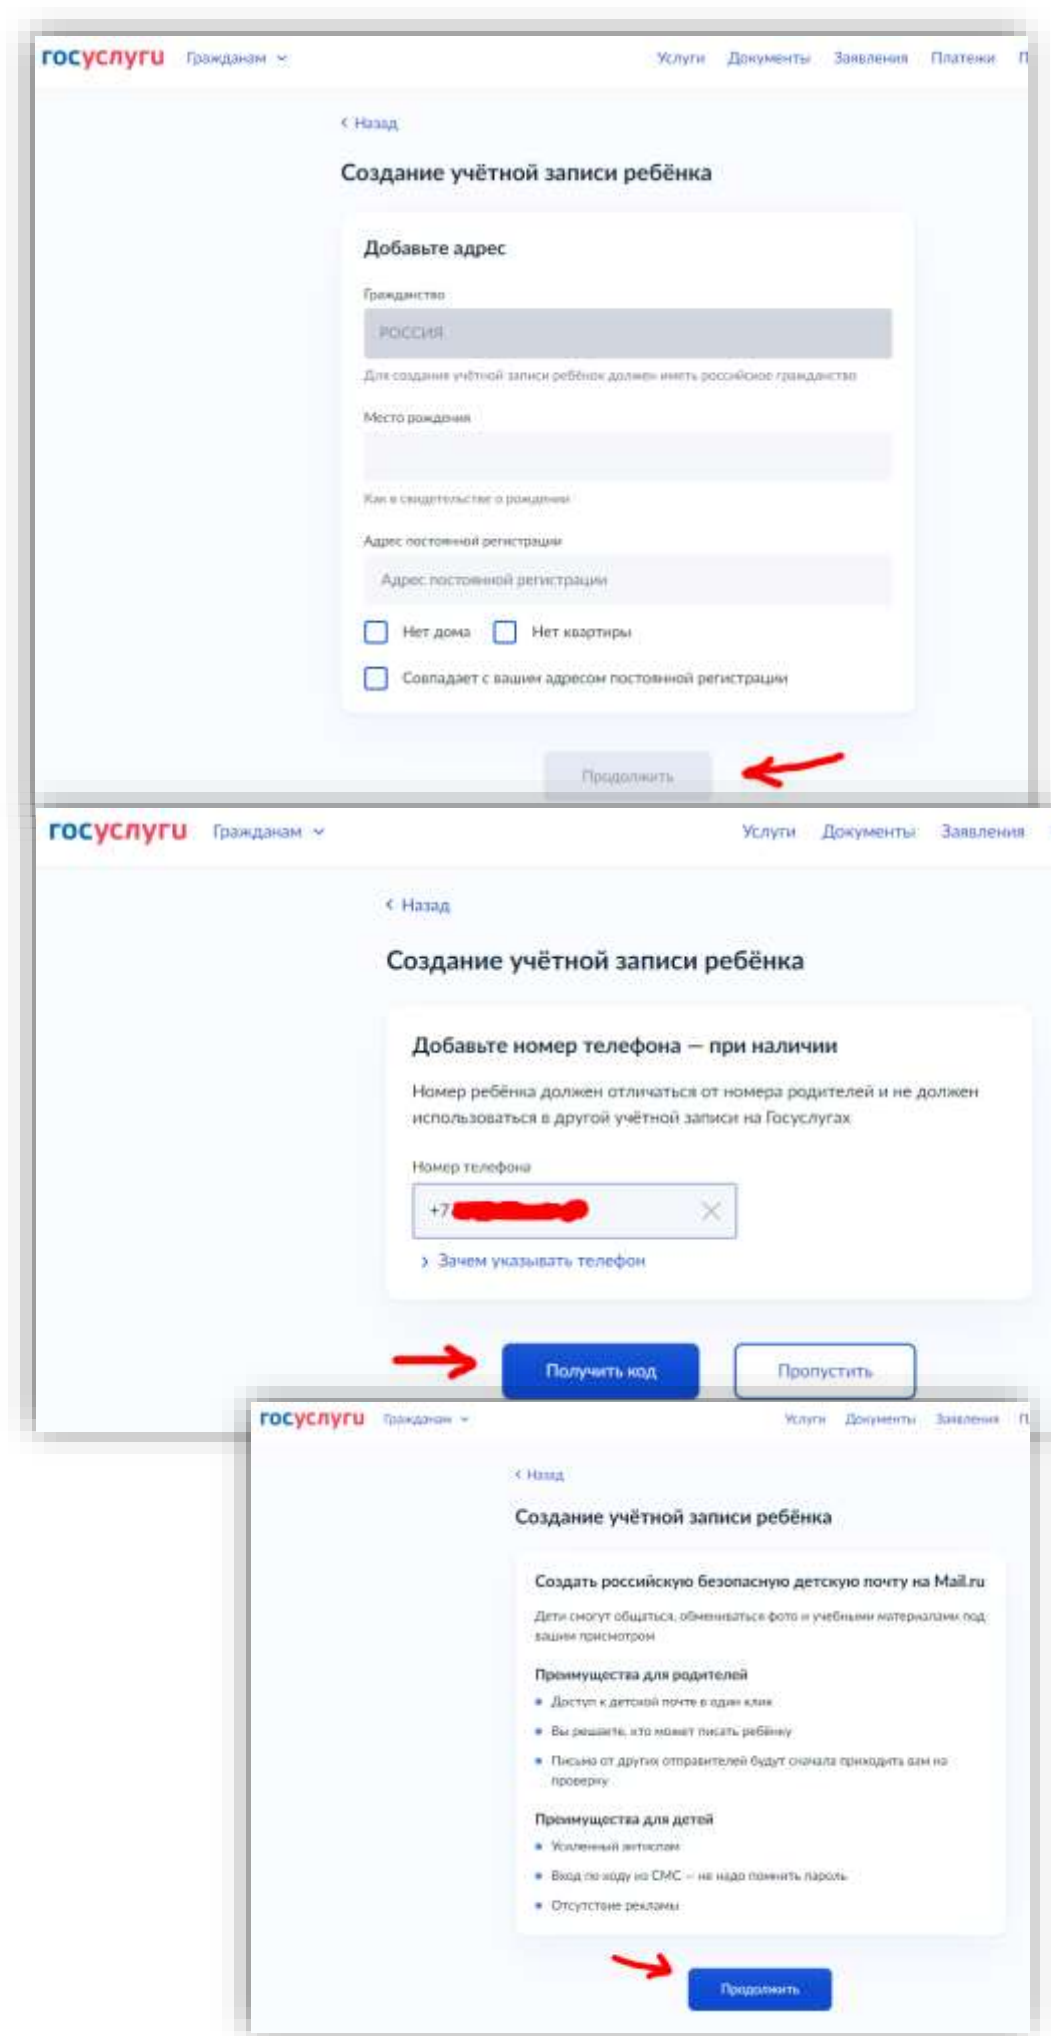 госуслуги Гражданам Услуги Документы Заявления Платежи П
Назад
Создание учётной записи ребёнка
Добавьте адрес
Гражданство
РОССИЯ
Для создания учётной записи ребёнок должен иметь российское гражданство
Место рождения
Как в свидетельстве о рождении
Адрес постоянной регистрации
Адрес постоянной регистрации
Нет дома Нет квартиры
Совпадает с вашим адресом постоянной регистрации
Продолжить
госуслуги Гражданам Услуги Документы Заявления
Назад
Создание учётной записи ребёнка
Добавьте номер телефона — при наличии
Номер ребёнка должен отличаться от номера родителей и не должен
использоваться в другой учётной записи на Госуслугах
Номер телефона
+7
Зачем указывать телефон
Получить код Пропустить
госуслуги Гражданам Услуги Документы Заявления П
Назад
Создание учётной записи ребёнка
Создать российскую безопасную детскую почту на Mail.ru
Дети смогут общаться, обмениваться фото и учебными материалами под
вашим присмотром
Преимущества для родителей
Доступ к детской почте в один клик
Вы решаете, кто может писать ребёнку
Письма от других отправителей будут сначала приходить вам на
проверку
Преимущества для детей
Усиленный антиспам
Вход по коду из СМС — не надо помнить пароль
Отсутствие рекламы
Продолжить